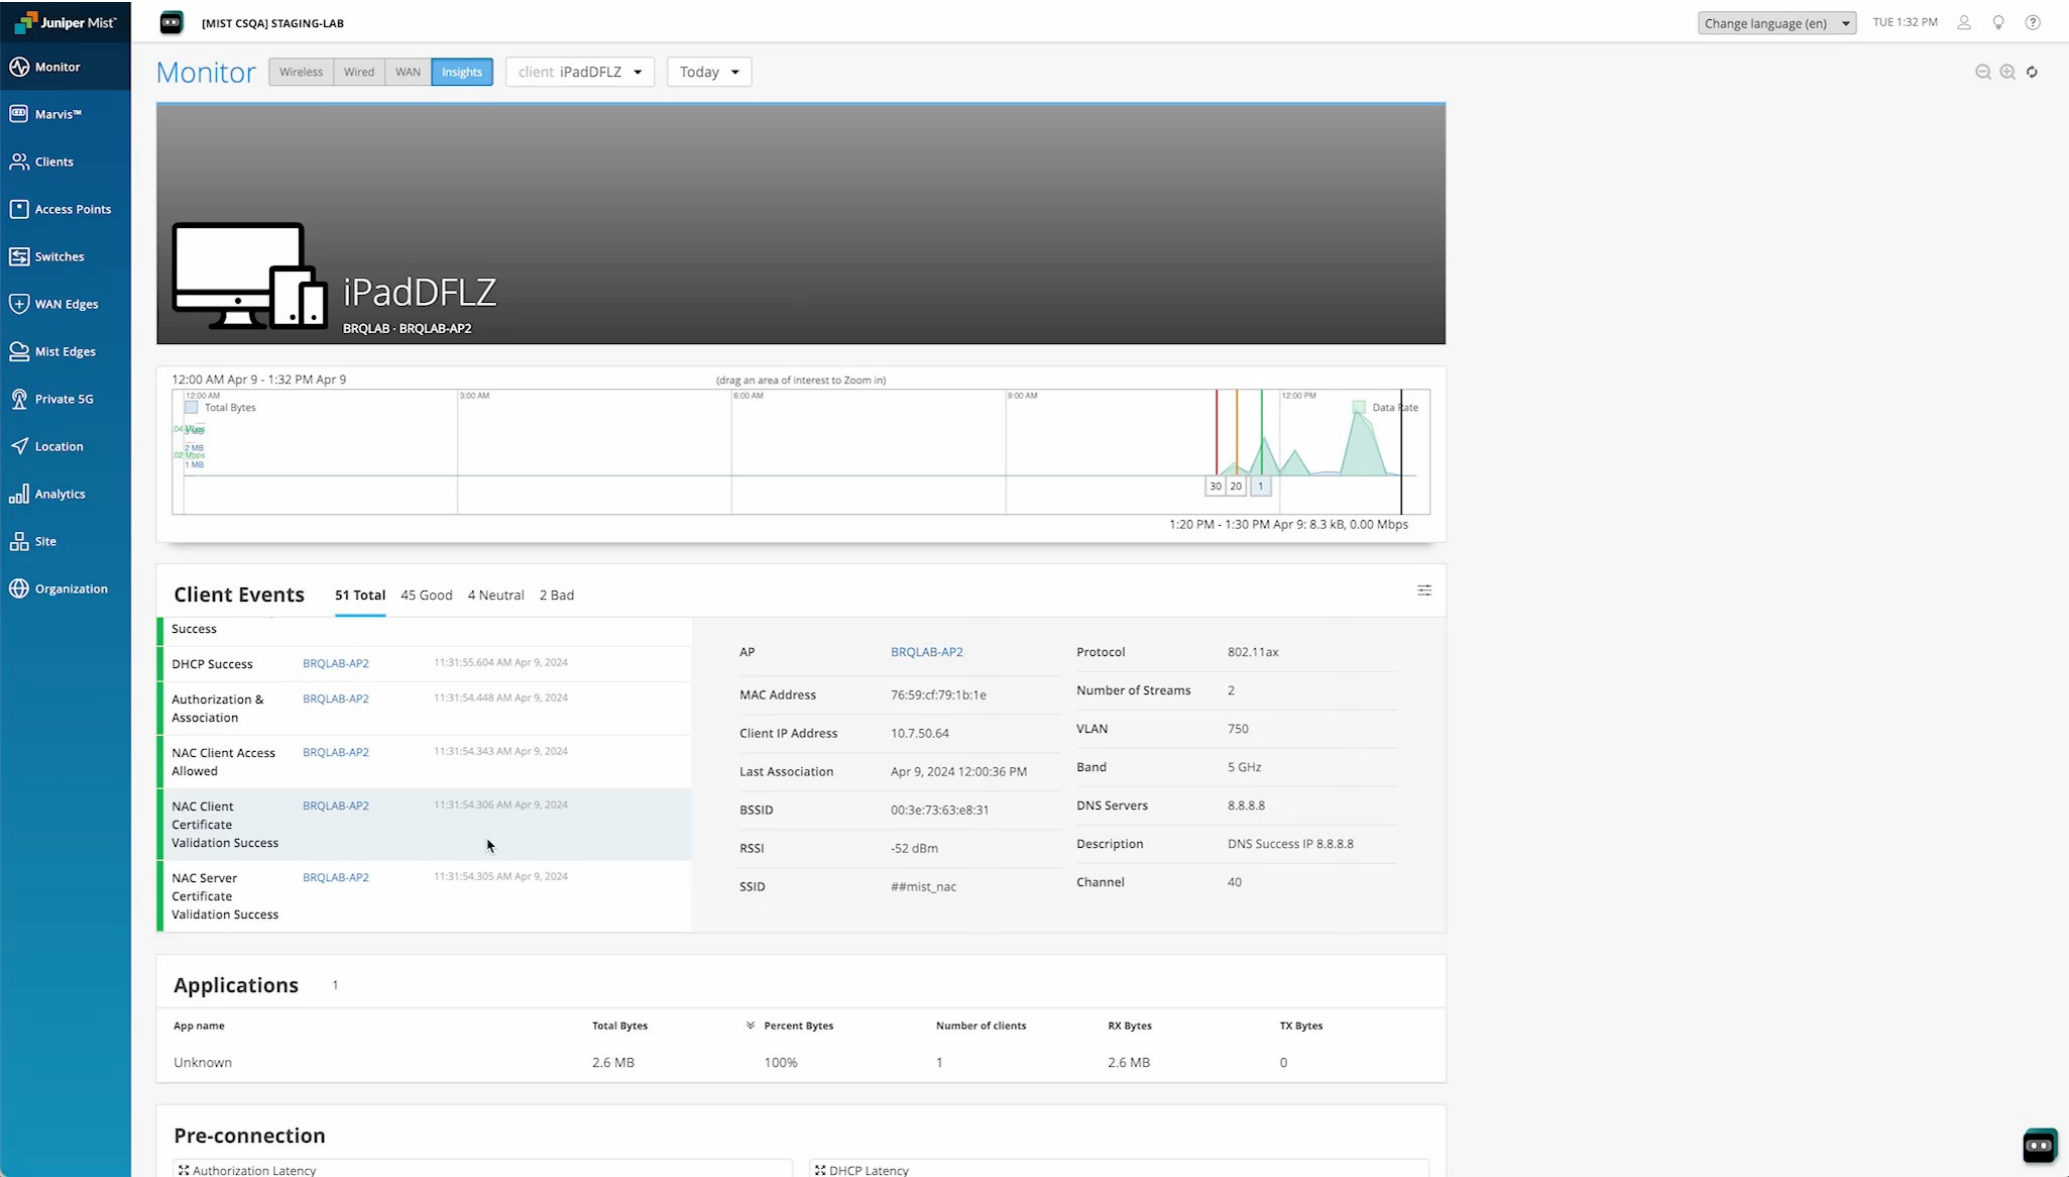 Juniper Mist™
[MIST CSQA] STAGING-LAB
Change language (en)
TUE 1:32 PM
Monitor
Marvis™
Clients
Access Points
Switches
WAN Edges
Mist Edges
Private 5G
Location
Analytics
Site
Organization
Monitor
Wireless Wired WAN Insights
client iPadDFLZ
Today
iPadDFLZ
BRQLAB - BRQLAB-AP2
12:00 AM Apr 9 - 1:32 PM Apr 9
(drag an area of interest to Zoom in)
12:00 AM 3:00 AM 6:00 AM 9:00 AM 12:00 PM
Total Bytes
Data Rate
3 MB
2 MB
.02 Mbps
1 MB
30 20 1
1:20 PM - 1:30 PM Apr 9: 8.3 kB, 0.00 Mbps
Client Events 51 Total 45 Good 4 Neutral 2 Bad
Success
DHCP Success BRQLAB-AP2 11:31:55.604 AM Apr 9, 2024
Authorization & BRQLAB-AP2 11:31:54.448 AM Apr 9, 2024
Association
NAC Client Access BRQLAB-AP2 11:31:54.343 AM Apr 9, 2024
Allowed
NAC Client BRQLAB-AP2 11:31:54.306 AM Apr 9, 2024
Certificate
Validation Success
NAC Server BRQLAB-AP2 11:31:54.305 AM Apr 9, 2024
Certificate
Validation Success
AP BRQLAB-AP2
MAC Address 76:59:cf:79:1b:1e
Client IP Address 10.7.50.64
Last Association Apr 9, 2024 12:00:36 PM
BSSID 00:3e:73:63:e8:31
RSSI -52 dBm
SSID ##mist_nac
Protocol 802.11ax
Number of Streams 2
VLAN 750
Band 5 GHz
DNS Servers 8.8.8.8
Description DNS Success IP 8.8.8.8
Channel 40
Applications 1
App name Total Bytes Percent Bytes Number of clients RX Bytes TX Bytes
Unknown 2.6 MB 100% 1 2.6 MB 0
Pre-connection
Authorization Latency
DHCP Latency